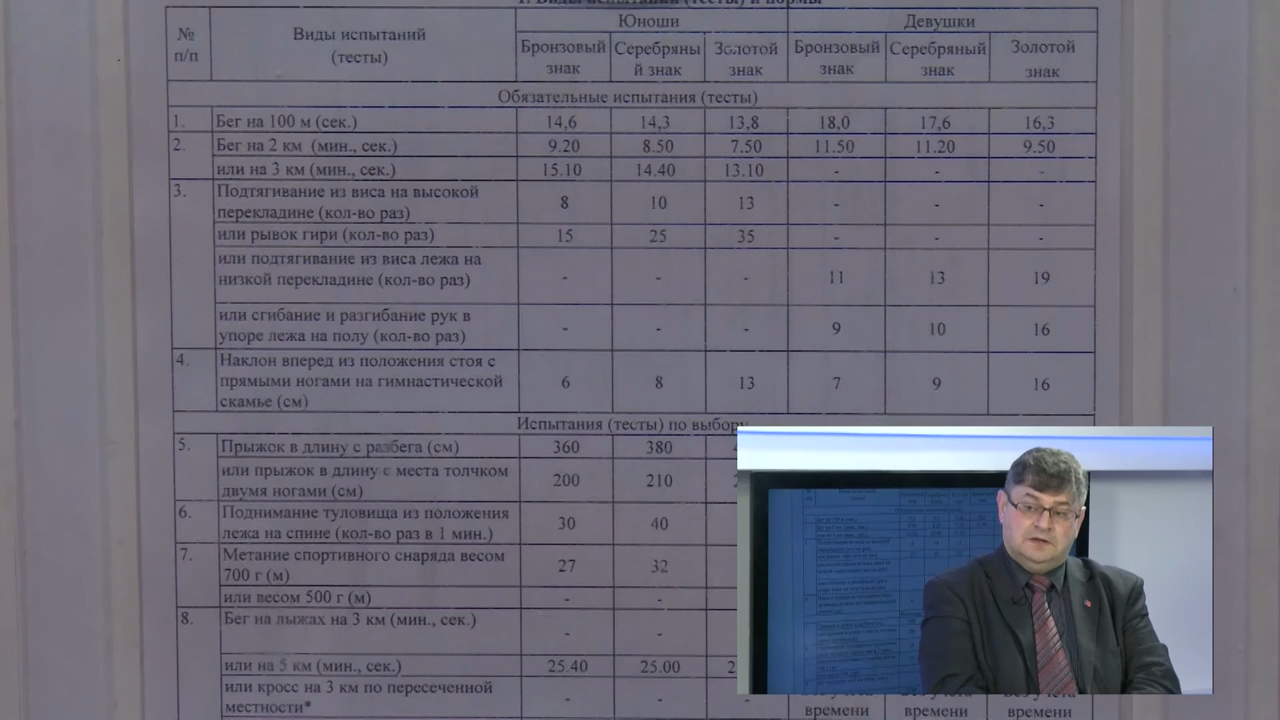 Юноши Девушки
№ п/п Виды испытаний (тесты) Бронзовый знак Серебряны й знак Золотой знак Бронзовый знак Серебряный знак Золотой знак
Обязательные испытания (тесты)
1. Бег на 100 м (сек.) 14,6 14,3 13,8 18,0 17,6 16,3
2. Бег на 2 км (мин., сек.) 9.20 8.50 7.50 11.50 11.20 9.50
или на 3 км (мин., сек.) 15.10 14.40 13.10 - - -
3. Подтягивание из виса на высокой
перекладине (кол-во раз) 8 10 13 - - -
или рывок гири (кол-во раз) 15 25 35 - - -
или подтягивание из виса лежа на
низкой перекладине (кол-во раз) - - - 11 13 19
или сгибание и разгибание рук в
упоре лежа на полу (кол-во раз) - - - 9 10 16
4. Наклон вперед из положения стоя с
прямыми ногами на гимнастической
скамье (см) 6 8 13 7 9 16
Испытания (тесты) по выбору
5. Прыжок в длину с разбега (см) 360 380
или прыжок в длину с места толчком
двумя ногами (см) 200 210
6. Поднимание туловища из положения
лежа на спине (кол-во раз в 1 мин.) 30 40
7. Метание спортивного снаряда весом
700 г (м) 27 32
или весом 500 г (м) - -
8. Бег на лыжах на 3 км (мин., сек.) - -
или на 5 км (мин., сек.) 25.40 25.00
или кросс на 3 км по пересеченной
местности* - - -
времени времени времени